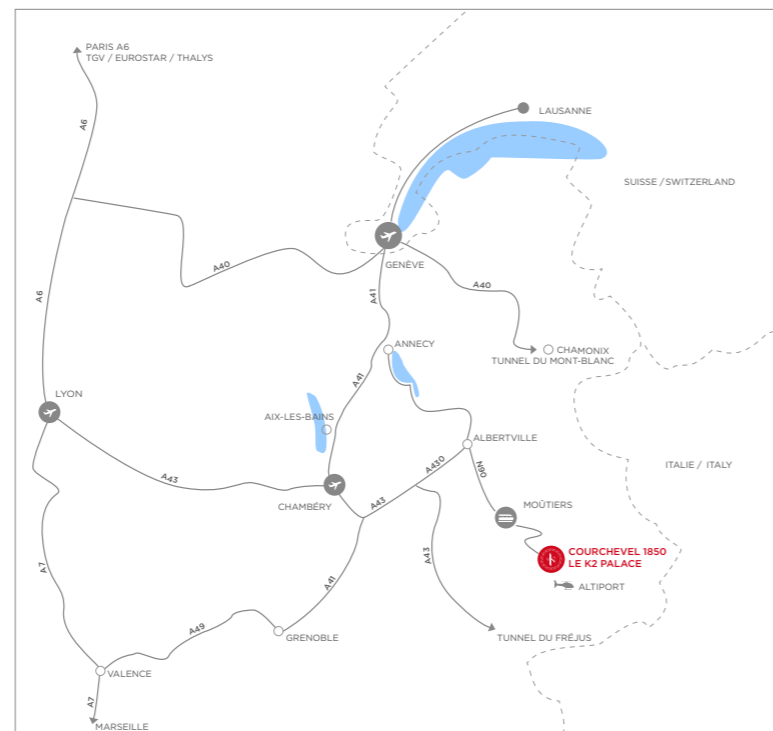 PARIS A6
TGV / EUROSTAR / THALYS
A6
LAUSANNE
SUISSE / SWITZERLAND
GENÈVE
A40
A41
A40
A6
ANNECY
CHAMONIX
TUNNEL DU MONT-BLANC
A41
LYON
AIX-LES-BAINS
ALBERTVILLE
ITALIE / ITALY
A43
A430
N90
CHAMBÉRY
A43
MOÛTIERS
COURCHEVEL 1850
LE K2 PALACE
A43
A7
A41
ALTIPORT
A49
GRENOBLE
TUNNEL DU FRÉJUS
VALENCE
A7
MARSEILLE